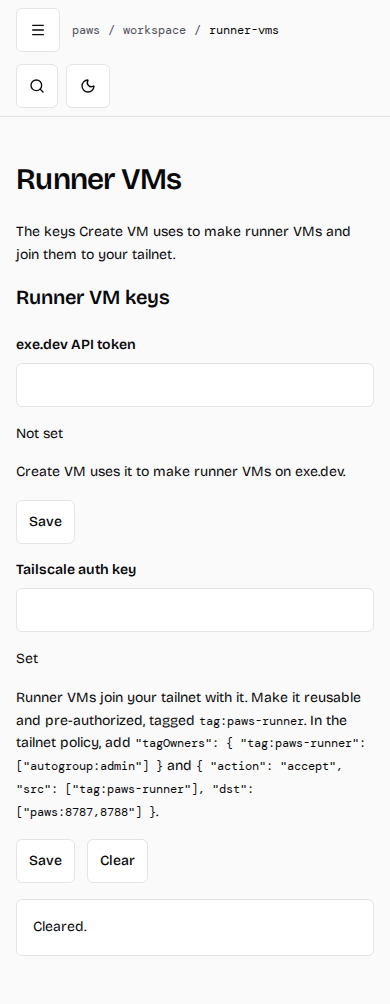 paws / workspace / runner-vms
Runner VMs
The keys Create VM uses to make runner VMs and
join them to your tailnet.
Runner VM keys
exe.dev API token
Not set
Create VM uses it to make runner VMs on exe.dev.
Save
Tailscale auth key
Set
Runner VMs join your tailnet with it. Make it reusable
and pre-authorized, tagged tag:paws-runner. In the
tailnet policy, add "tagOwners": { "tag:paws-runner":
["autogroup:admin"] } and { "action": "accept",
"src": ["tag:paws-runner"], "dst":
["paws:8787,8788"] }.
Save Clear
Cleared.